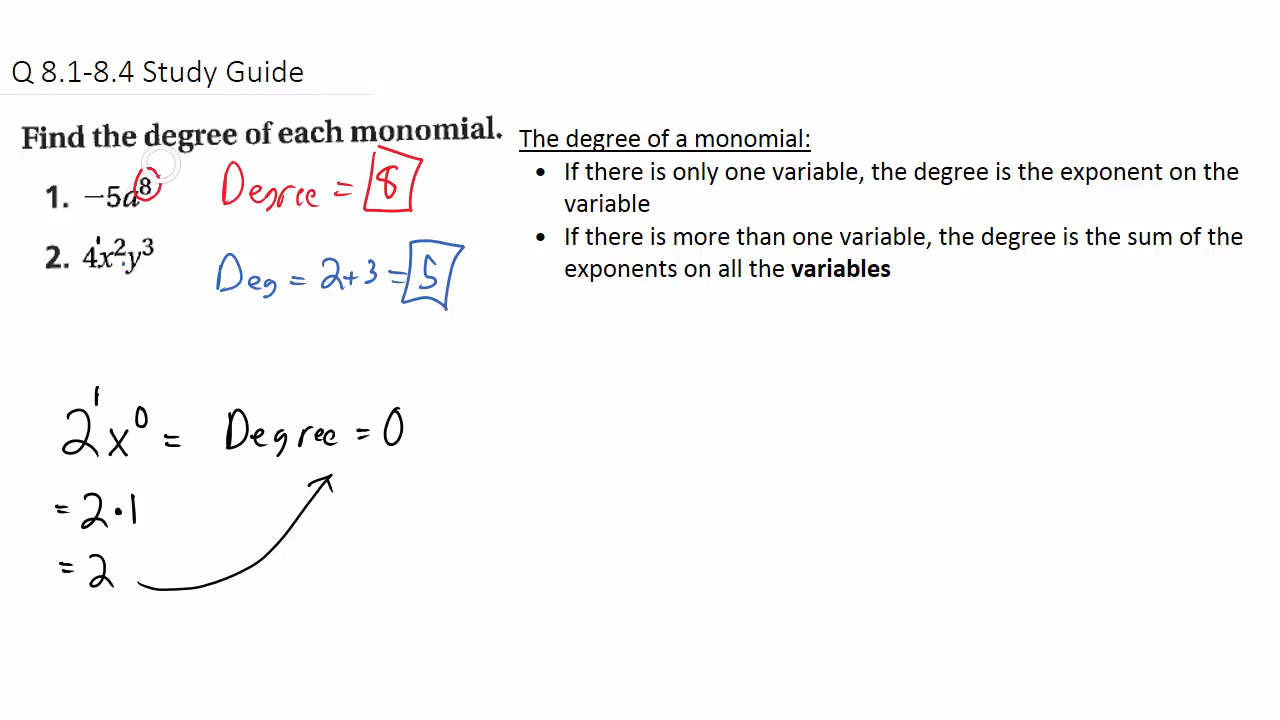 Q 8.1-8.4 Study Guide
Find the degree of each monomial.
1. −5a⁸ Degree = 8
2. 4¹x²y³ Deg = 2+3 = 5
The degree of a monomial:
• If there is only one variable, the degree is the exponent on the
variable
• If there is more than one variable, the degree is the sum of the
exponents on all the variables
2¹x⁰ = Degree = 0
= 2·1
= 2